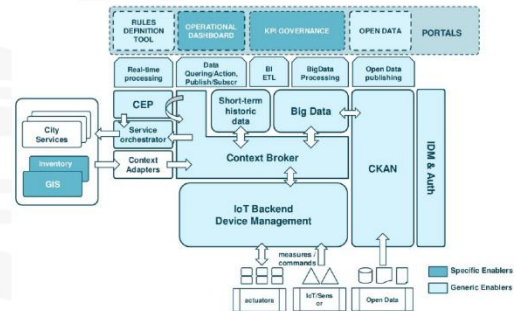 RULES
DEFINITION
TOOL
OPERATIONAL
DASHBOARD
KPI GOVERNANCE
OPEN DATA
PORTALS
Real-time
processing
Data
Quering/Action,
Publish/Subscr
BI
ETL
BigData
Processing
Open Data
publishing
CEP
Short-term
historic
data
Big Data
City
Services
Service
orchestrator
Context Broker
CKAN
IDM & Auth
Inventory
GIS
Context
Adapters
IoT Backend
Device Management
measures /
commands
Specific Enablers
Generic Enablers
actuators
IoT/Sens
or
Open Data